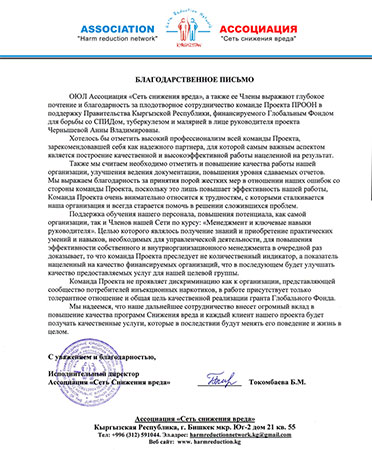 ASSOCIATION
"Harm reduction network"
Harm Reduction Network
КЫРГЫЗСТАН
АССОЦИАЦИЯ
"Сеть снижения вреда"
БЛАГОДАРСТВЕННОЕ ПИСЬМО
ОЮЛ Ассоциация «Сеть снижения вреда», а также ее Члены выражают глубокое
почтение и благодарность за плодотворное сотрудничество команде Проекта ПРООН в
поддержку Правительства Кыргызской Республики, финансируемого Глобальным Фондом
для борьбы со СПИДом, туберкулезом и малярией в лице руководителя проекта
Чернышевой Анны Владимировны.
Хотелось бы отметить высокий профессионализм всей команды Проекта,
зарекомендовавшей себя как надежного партнера, для которой самым важным аспектом
является построение качественной и высокоэффективной работы нацеленной на результат.
Также мы считаем необходимо отметить и повышение качества работы нашей
организации, улучшения ведения документации, повышения уровня сдаваемых отчетов.
Мы выражаем благодарность за принятия порой жестких мер в отношении наших ошибок со
стороны команды Проекта, поскольку это лишь повышает эффективность нашей работы,
Команда Проекта очень внимательно относится к трудностям, с которыми сталкивается
наша организация и всегда старается помочь в решении сложившихся проблем.
Поддержка обучения нашего персонала, повышения потенциала, как самой
организации, так и Членов нашей Сети по курсу: «Менеджмент и ключевые навыки
руководителя». Целью которого являлось получение знаний и приобретение практических
умений и навыков, необходимых для управленческой деятельности, для повышения
эффективности собственного и внутриорганизационного менеджмента в очередной раз
доказывает, то что команда Проекта преследует не количественный индикатор, а показатель
нацеленный на качество финансируемых организаций, что в последующем будет улучшать
качество предоставляемых услуг для нашей целевой группы.
Команда Проекта не проявляет дискриминацию как к организации, представляющей
сообщество потребителей инъекционных наркотиков, в работе присутствует только
толерантное отношение и общая цель качественной реализации гранта Глобального Фонда.
Мы надеемся, что наше дальнейшее сотрудничество внесет огромный вклад в
повышение качества программ Снижения вреда и каждый клиент нашего проекта будет
получать качественные услуги, которые в последствии будут менять его поведение и жизнь в
целом.
С уважением и благодарностью,
Исполнительный директор
Ассоциация «Сеть Снижения вреда» Токомбаева Б.М.
Ассоциация «Сеть снижения вреда»
Кыргызская Республика, г. Бишкек мкр. Юг-2 дом 21 кв. 55
Тел: +996 (312) 591044. Эл.адрес: harmreductionnetwork.kg@gmail.com
Веб сайт: www.harmreduction.kg